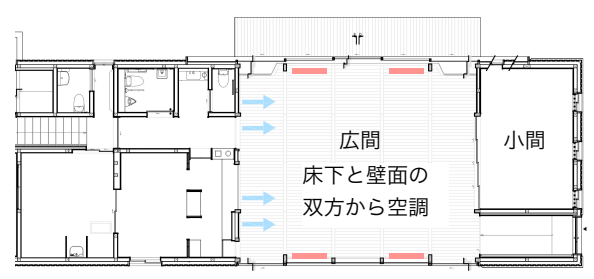 広間
床下と壁面の
双方から空調
小間